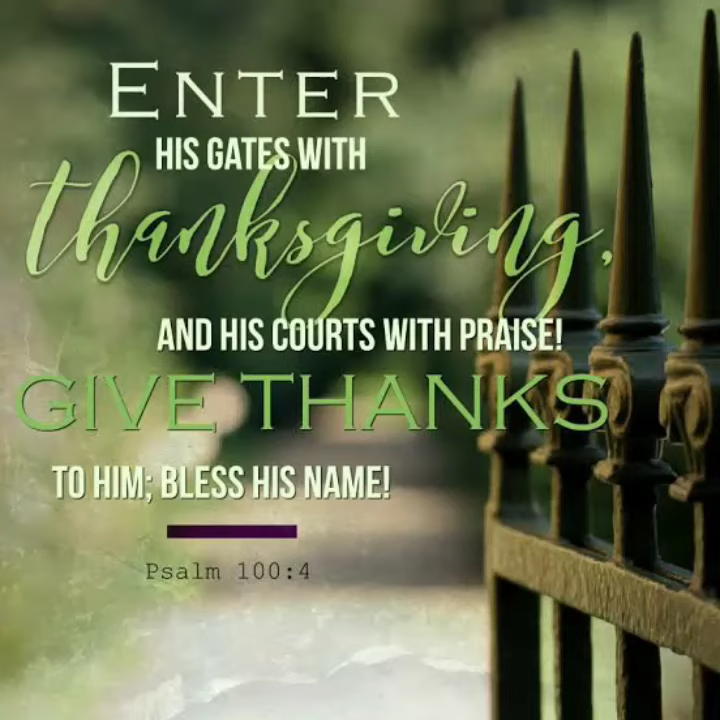 ENTER
HIS GATES WITH
thanksgiving,
AND HIS COURTS WITH PRAISE!
GIVE THANKS
TO HIM; BLESS HIS NAME!
Psalm 100:4